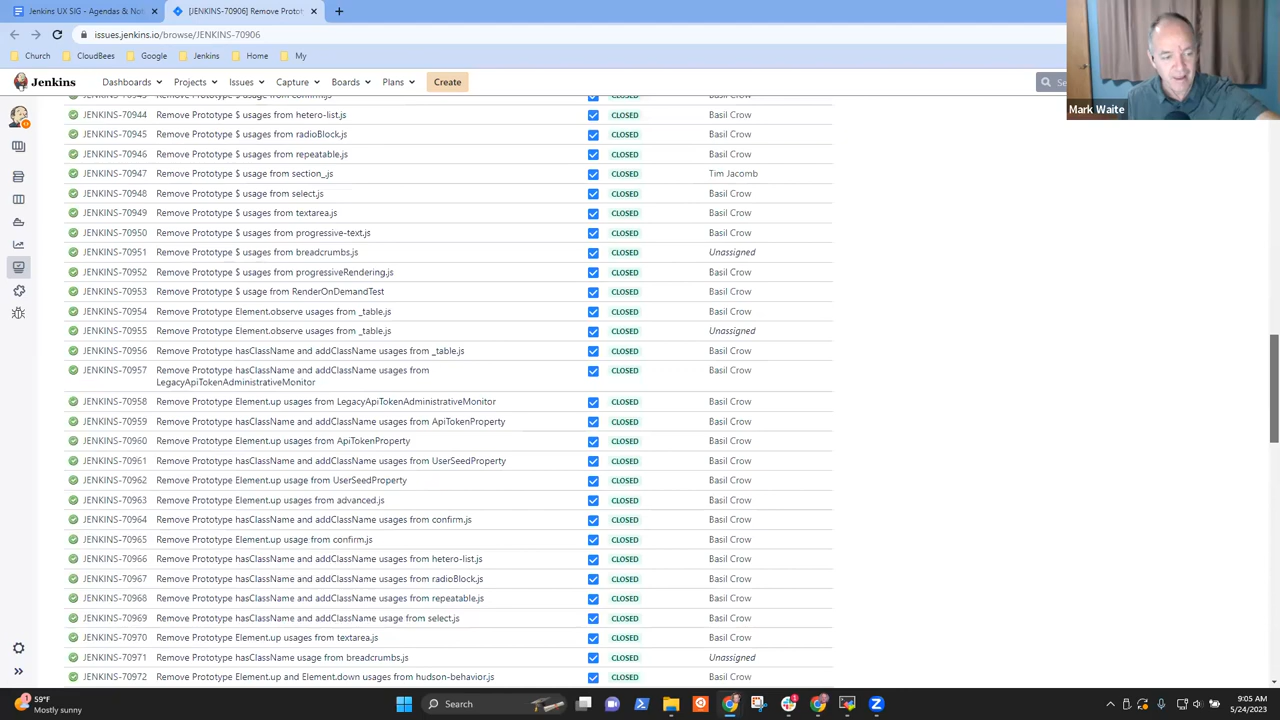 Jenkins UX SIG - Agendas & Not
[JENKINS-70906] Remove Protot
issues.jenkins.io/browse/JENKINS-70906
Church CloudBees Google Jenkins Home My
Jenkins Dashboards Projects Issues Capture Boards Plans Create
Mark Waite
CLOSED Basil Crow
JENKINS-70944 Remove Prototype $ usages from hetero-list.js CLOSED Basil Crow
JENKINS-70945 Remove Prototype $ usages from radioBlock.js CLOSED Basil Crow
JENKINS-70946 Remove Prototype $ usages from repeatable.js CLOSED Basil Crow
JENKINS-70947 Remove Prototype $ usage from section_.js CLOSED Tim Jacomb
JENKINS-70948 Remove Prototype $ usages from select.js CLOSED Basil Crow
JENKINS-70949 Remove Prototype $ usages from textarea.js CLOSED Basil Crow
JENKINS-70950 Remove Prototype $ usages from progressive-text.js CLOSED Basil Crow
JENKINS-70951 Remove Prototype $ usages from breadcrumbs.js CLOSED Unassigned
JENKINS-70952 Remove Prototype $ usages from progressiveRendering.js CLOSED Basil Crow
JENKINS-70953 Remove Prototype $ usage from RenderOnDemandTest CLOSED Basil Crow
JENKINS-70954 Remove Prototype Element.observe usages from _table.js CLOSED Basil Crow
JENKINS-70955 Remove Prototype Element.observe usages from _table.js CLOSED Unassigned
JENKINS-70956 Remove Prototype hasClassName and addClassName usages from _table.js CLOSED Basil Crow
JENKINS-70957 Remove Prototype hasClassName and addClassName usages from CLOSED Basil Crow
LegacyApiTokenAdministrativeMonitor
JENKINS-70958 Remove Prototype Element.up usages from LegacyApiTokenAdministrativeMonitor CLOSED Basil Crow
JENKINS-70959 Remove Prototype hasClassName and addClassName usages from ApiTokenProperty CLOSED Basil Crow
JENKINS-70960 Remove Prototype Element.up usages from ApiTokenProperty CLOSED Basil Crow
JENKINS-70961 Remove Prototype hasClassName and addClassName usages from UserSeedProperty CLOSED Basil Crow
JENKINS-70962 Remove Prototype Element.up usage from UserSeedProperty CLOSED Basil Crow
JENKINS-70963 Remove Prototype Element.up usages from advanced.js CLOSED Basil Crow
JENKINS-70964 Remove Prototype hasClassName and addClassName usages from confirm.js CLOSED Basil Crow
JENKINS-70965 Remove Prototype Element.up usage from confirm.js CLOSED Basil Crow
JENKINS-70966 Remove Prototype hasClassName and addClassName usages from hetero-list.js CLOSED Basil Crow
JENKINS-70967 Remove Prototype hasClassName and addClassName usages from radioBlock.js CLOSED Basil Crow
JENKINS-70968 Remove Prototype hasClassName and addClassName usages from repeatable.js CLOSED Basil Crow
JENKINS-70969 Remove Prototype hasClassName and addClassName usage from select.js CLOSED Basil Crow
JENKINS-70970 Remove Prototype Element.up usages from textarea.js CLOSED Basil Crow
JENKINS-70971 Remove Prototype hasClassName usage from breadcrumbs.js CLOSED Unassigned
JENKINS-70972 Remove Prototype Element.up and Element.down usages from hudson-behavior.js CLOSED Basil Crow
59°F
Mostly sunny
Search
9:05 AM
5/24/2023